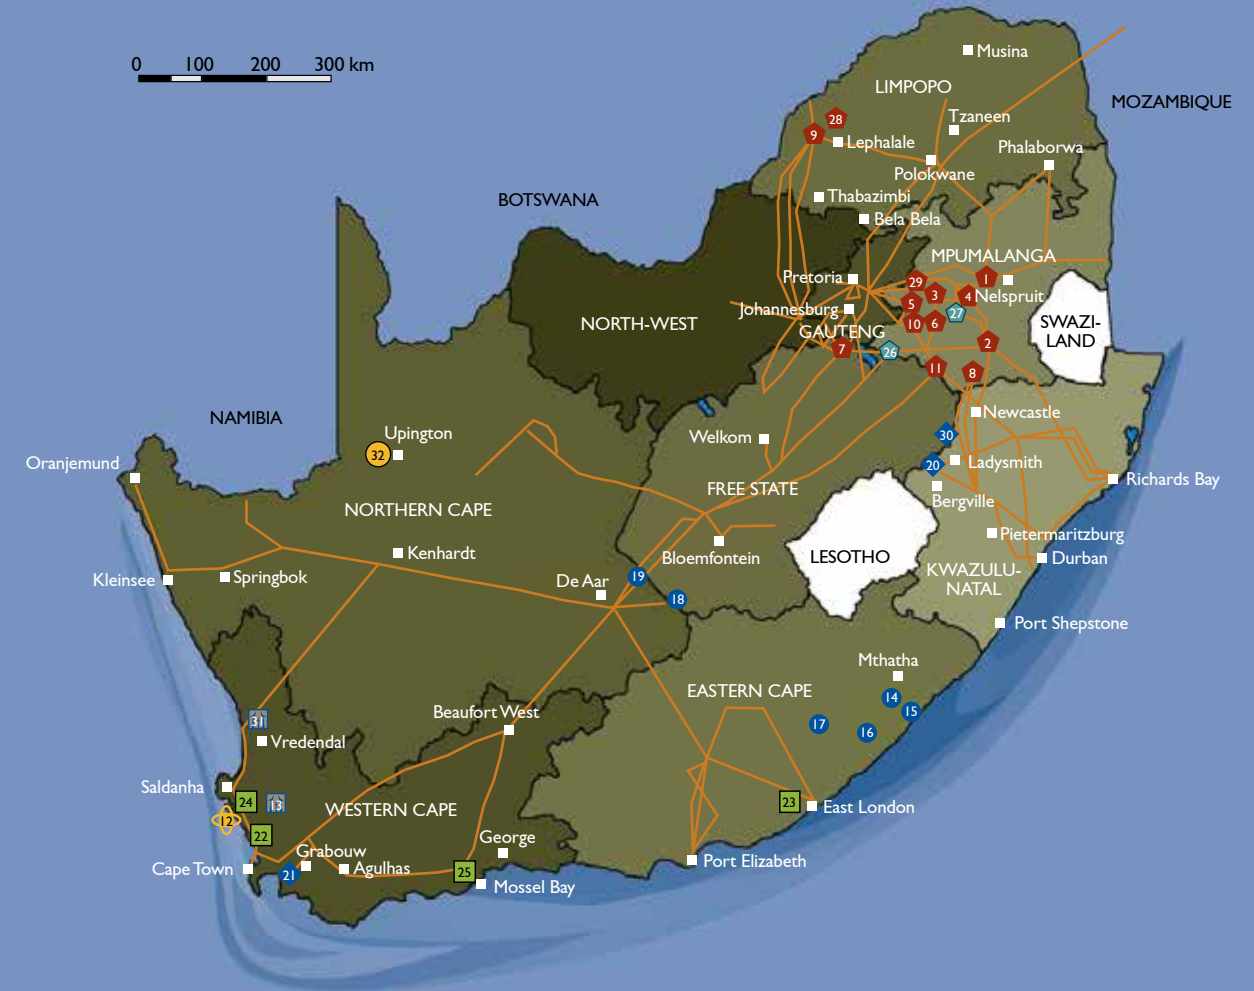 0 100 200 300 km
Musina
LIMPOPO
MOZAMBIQUE
Tzaneen
28
9
Lephalale
Phalaborwa
Polokwane
BOTSWANA
Thabazimbi
Bela Bela
MPUMALANGA
Pretoria
29
1
3
4
Nelspruit
5
Johannesburg
27
10
6
NORTH-WEST
GAUTENG
SWAZI-
LAND
7
26
2
11
8
NAMIBIA
Newcastle
Upington
30
Welkom
32
Oranjemund
20
Ladysmith
Richards Bay
FREE STATE
Bergville
NORTHERN CAPE
Pietermaritzburg
Kenhardt
Bloemfontein
LESOTHO
Durban
KWAZULU-
NATAL
Kleinsee
Springbok
De Aar
19
18
Port Shepstone
Mthatha
EASTERN CAPE
14
15
Beaufort West
31
17
16
Vredendal
Saldanha
24
13
WESTERN CAPE
23
East London
12
22
George
Grabouw
Cape Town
21
Agulhas
25
Port Elizabeth
Mossel Bay